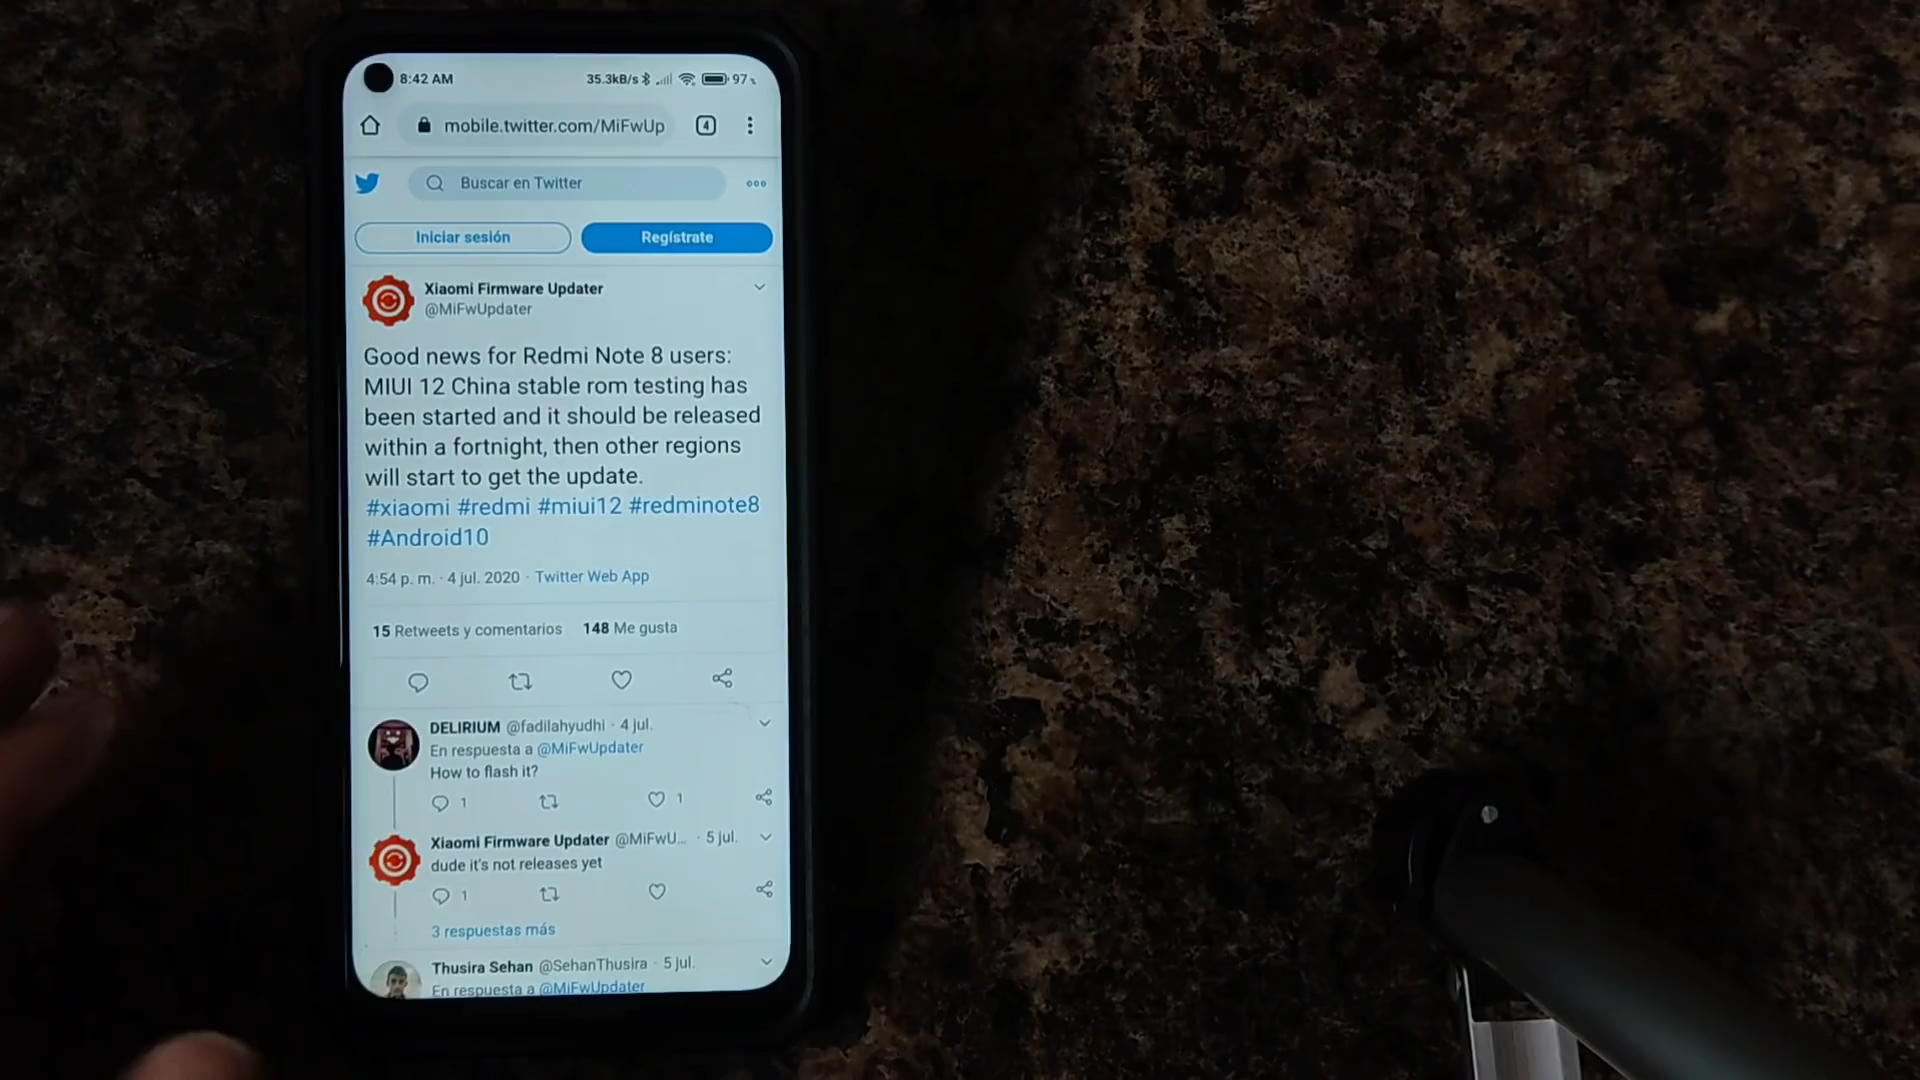 8:42 AM 35.3kB/s 97
mobile.twitter.com/MiFwUp 4
Buscar en Twitter
Iniciar sesión Regístrate
Xiaomi Firmware Updater
@MiFwUpdater
Good news for Redmi Note 8 users:
MIUI 12 China stable rom testing has
been started and it should be released
within a fortnight, then other regions
will start to get the update.
#xiaomi #redmi #miui12 #redminote8
#Android10
4:54 p. m. · 4 jul. 2020 · Twitter Web App
15 Retweets y comentarios 148 Me gusta
DELIRIUM @fadilahyudhi · 4 jul.
En respuesta a @MiFwUpdater
How to flash it?
1 1
Xiaomi Firmware Updater @MiFwU... · 5 jul.
dude it's not releases yet
1
3 respuestas más
Thusira Sehan @SehanThusira · 5 jul.
En respuesta a @MiFwUpdater